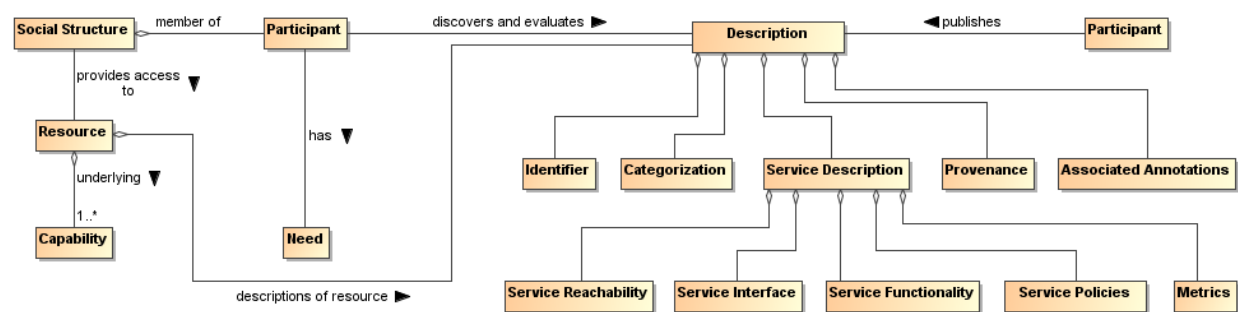 member of
discovers and evaluates
publishes
Social Structure
Participant
Description
Participant
provides access
to
Resource
has
Identifier
Categorization
Service Description
Provenance
Associated Annotations
underlying
1..*
Capability
Need
descriptions of resource
Service Reachability
Service Interface
Service Functionality
Service Policies
Metrics